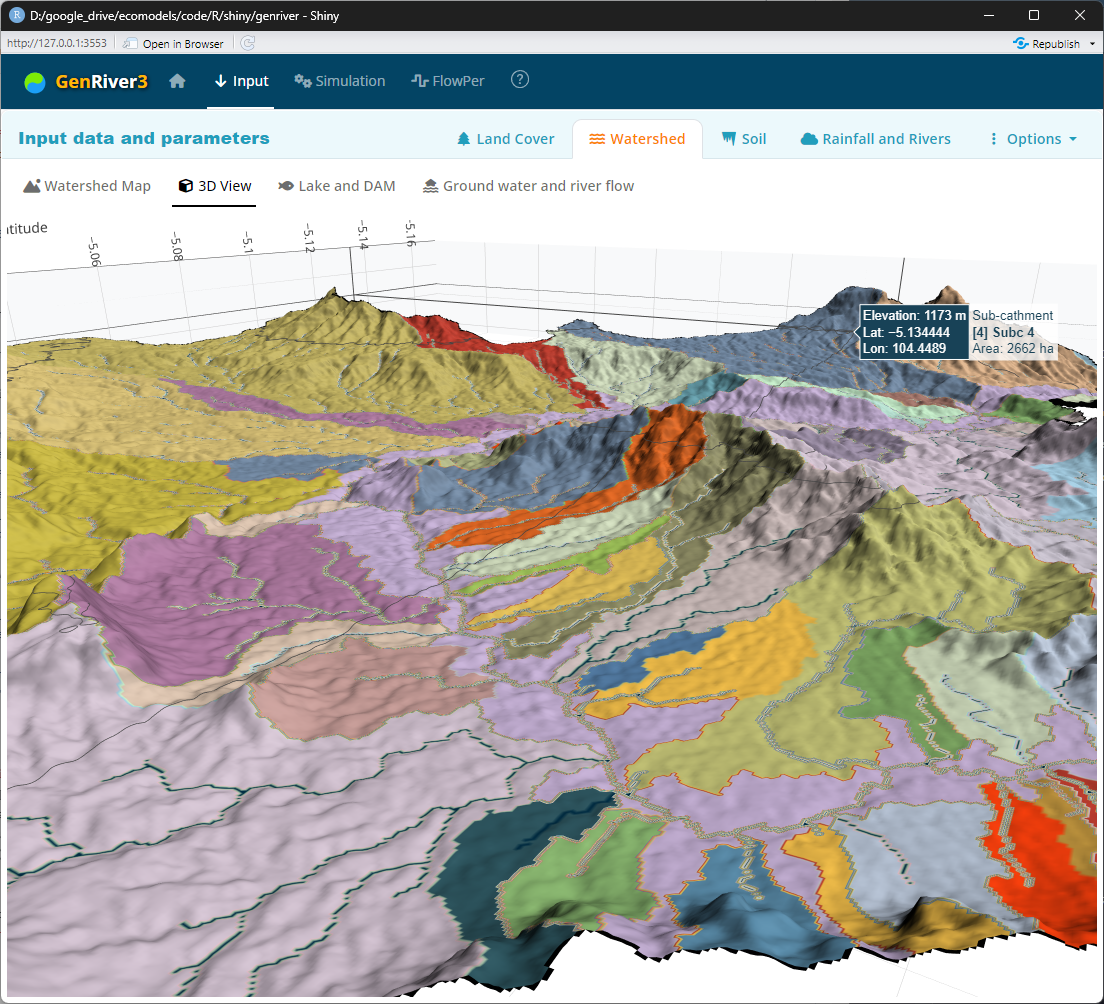 D:/google_drive/ecomodels/code/R/shiny/genriver - Shiny
http://127.0.0.1:3553 Open in Browser Republish
GenRiver3 Input Simulation FlowPer ?
Input data and parameters Land Cover Watershed Soil Rainfall and Rivers Options
Watershed Map 3D View Lake and DAM Ground water and river flow
atitude
−5.06 −5.08 −5.1 −5.12 −5.14 −5.16
Elevation: 1173 m Sub-cathment
Lat: −5.134444 [4] Subc 4
Lon: 104.4489 Area: 2662 ha